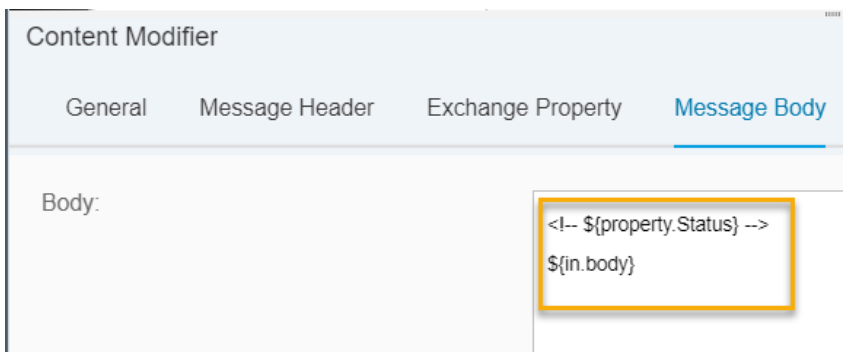 Content Modifier
General Message Header Exchange Property Message Body
Body:
<!-- ${property.Status} -->
${in.body}